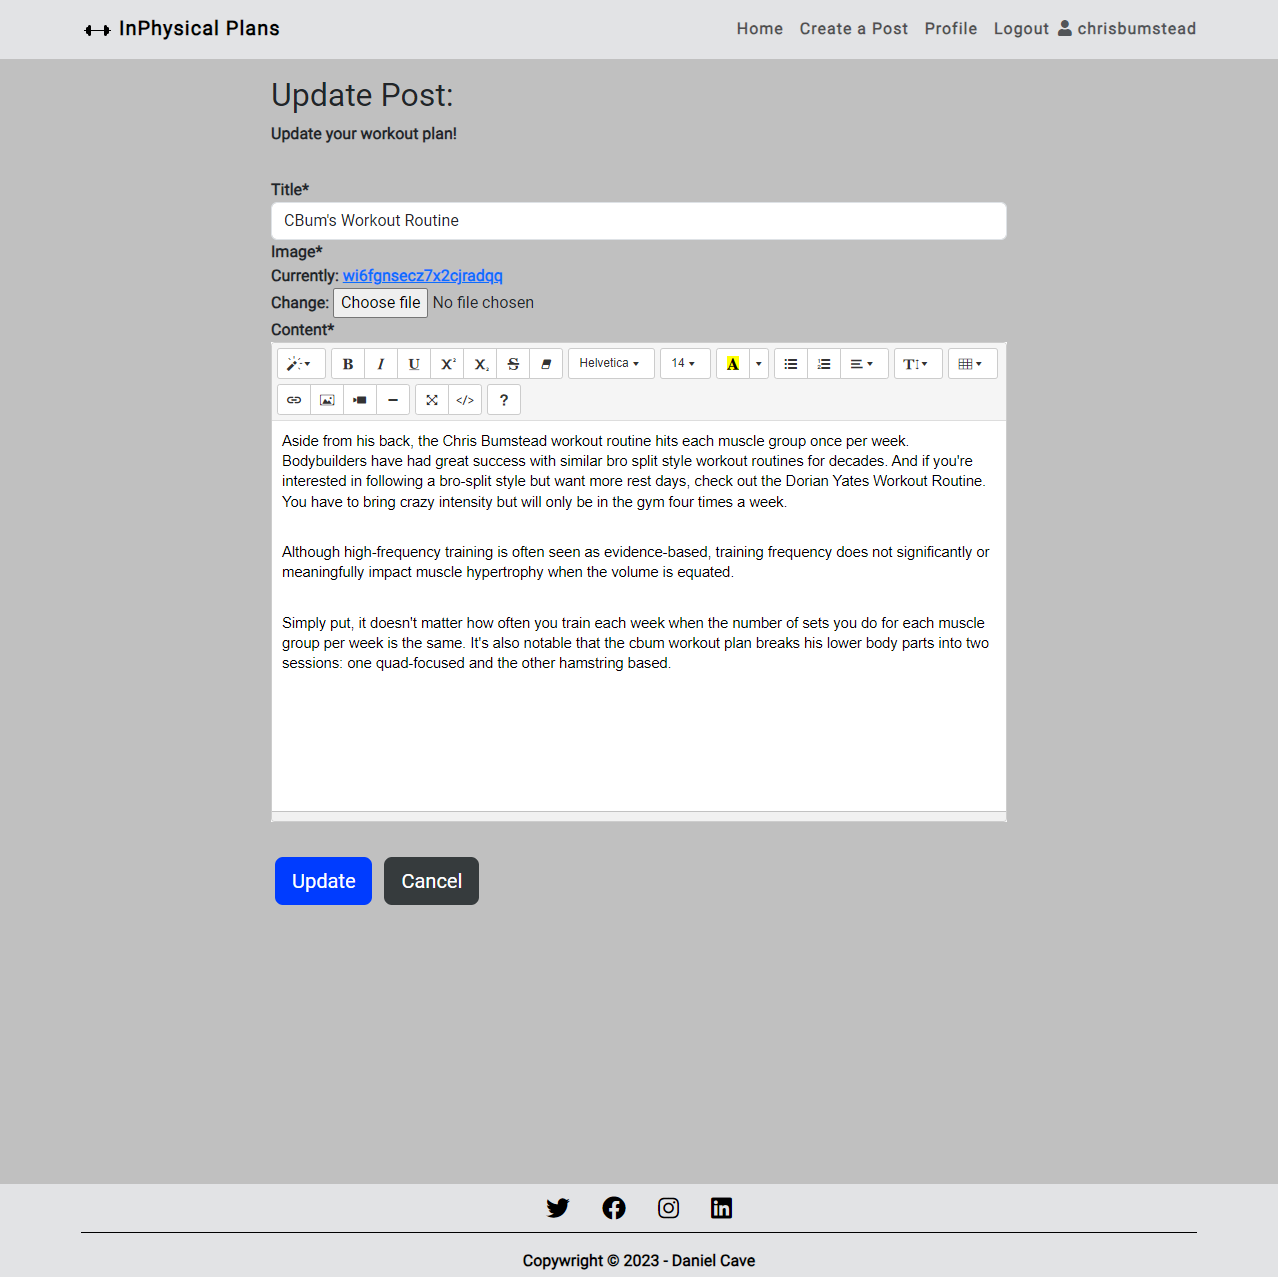 InPhysical Plans
Home Create a Post Profile Logout chrisbumstead
Update Post:
Update your workout plan!
Title*
CBum's Workout Routine
Image*
Currently: wi6fgnsecz7x2cjradqq
Change: Choose file No file chosen
Content*
B I U X² X₂ S Helvetica 14 A T
</> ?
Aside from his back, the Chris Bumstead workout routine hits each muscle group once per week.
Bodybuilders have had great success with similar bro split style workout routines for decades. And if you're
interested in following a bro-split style but want more rest days, check out the Dorian Yates Workout Routine.
You have to bring crazy intensity but will only be in the gym four times a week.
Although high-frequency training is often seen as evidence-based, training frequency does not significantly or
meaningfully impact muscle hypertrophy when the volume is equated.
Simply put, it doesn't matter how often you train each week when the number of sets you do for each muscle
group per week is the same. It's also notable that the cbum workout plan breaks his lower body parts into two
sessions: one quad-focused and the other hamstring based.
Update Cancel
Copywright © 2023 - Daniel Cave